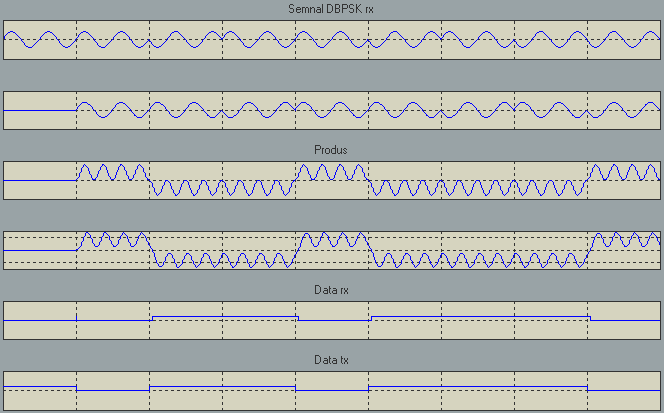 Semnal DBPSK rx
Produs
Data rx
Data tx